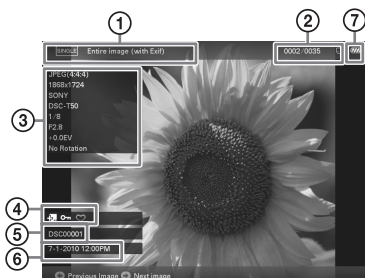 1
2
7
SINGLE Entire image (with Exif)
0002/0035
3
JPEG(4:4:4)
1868x1724
SONY
DSC-T50
1/8
F2.8
+0.0EV
No Rotation
4
5
DSC00001
6
7-1-2010 12:00PM
Previous Image Next image